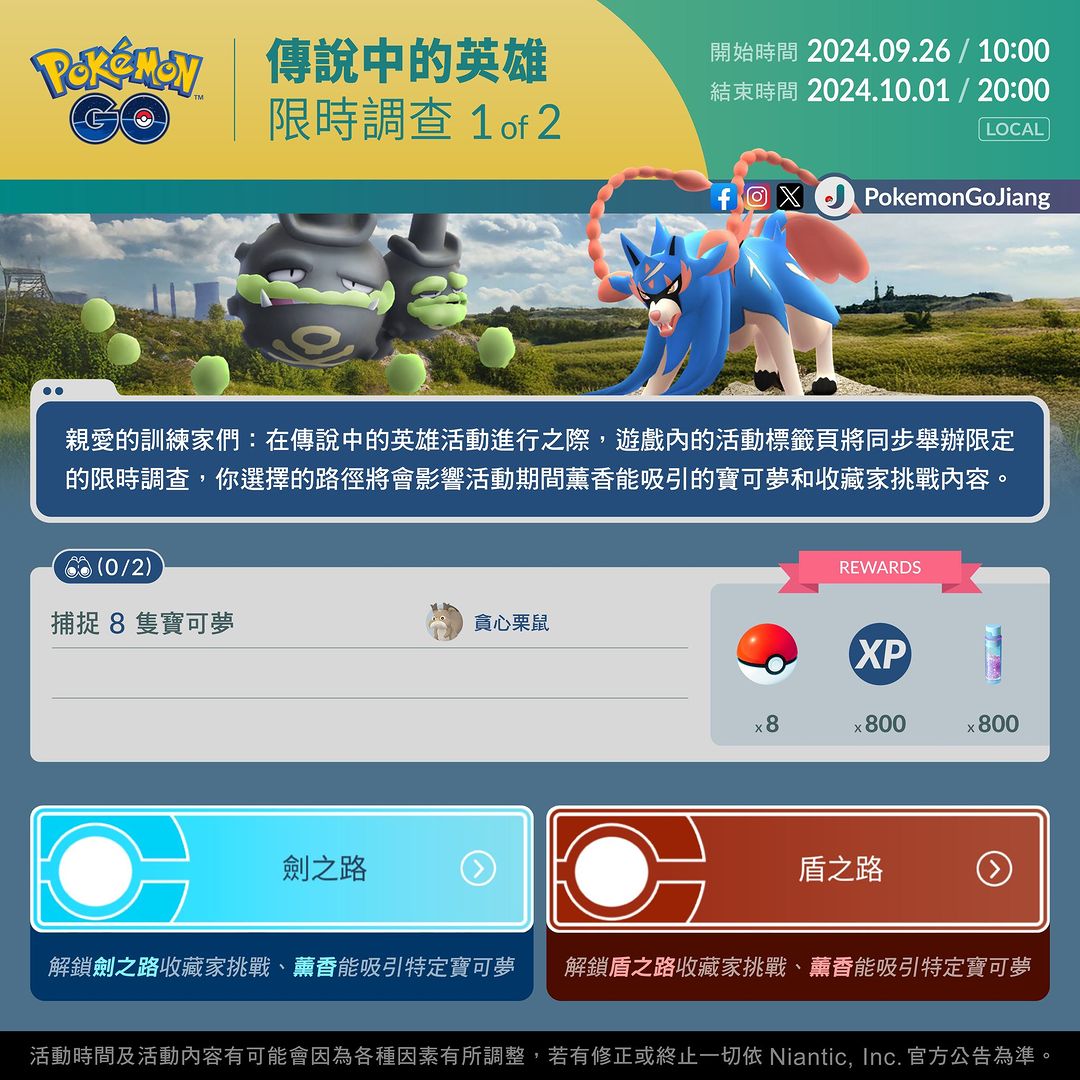 POKÉMON GO™
傳說中的英雄
限時調查 1 of 2
開始時間 2024.09.26 / 10:00
結束時間 2024.10.01 / 20:00
LOCAL
PokemonGoJiang
親愛的訓練家們：在傳說中的英雄活動進行之際，遊戲內的活動標籤頁將同步舉辦限定
的限時調查，你選擇的路徑將會影響活動期間薰香能吸引的寶可夢和收藏家挑戰內容。
(0/2)
REWARDS
捕捉 8 隻寶可夢
貪心栗鼠
XP
x8
x800
x800
劍之路
盾之路
解鎖劍之路收藏家挑戰、薰香能吸引特定寶可夢
解鎖盾之路收藏家挑戰、薰香能吸引特定寶可夢
活動時間及活動內容有可能會因為各種因素有所調整，若有修正或終止一切依 Niantic, Inc. 官方公告為準。